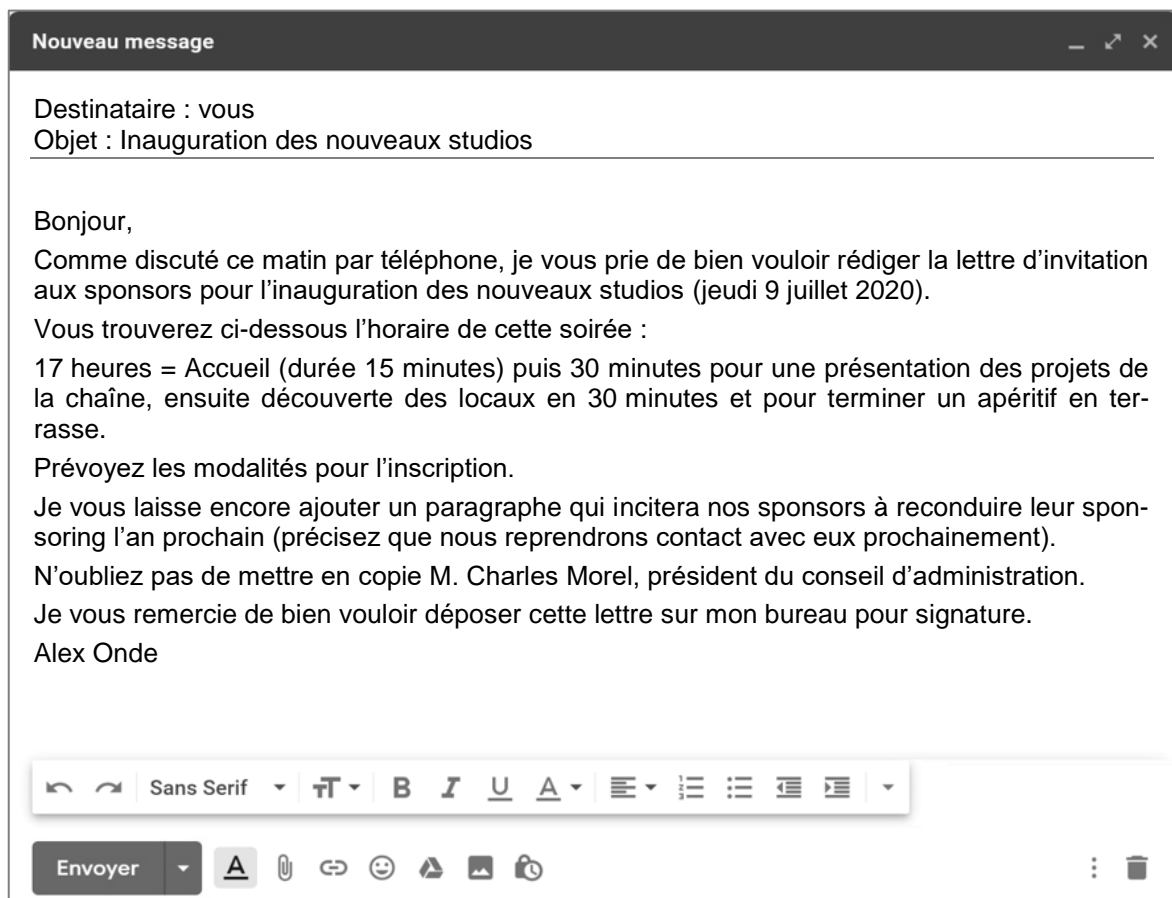 Nouveau message
Destinataire : vous
Objet : Inauguration des nouveaux studios
Bonjour,
Comme discuté ce matin par téléphone, je vous prie de bien vouloir rédiger la lettre d’invitation
aux sponsors pour l’inauguration des nouveaux studios (jeudi 9 juillet 2020).
Vous trouverez ci-dessous l’horaire de cette soirée :
17 heures = Accueil (durée 15 minutes) puis 30 minutes pour une présentation des projets de
la chaîne, ensuite découverte des locaux en 30 minutes et pour terminer un apéritif en ter-
rasse.
Prévoyez les modalités pour l’inscription.
Je vous laisse encore ajouter un paragraphe qui incitera nos sponsors à reconduire leur spon-
soring l’an prochain (précisez que nous reprendrons contact avec eux prochainement).
N’oubliez pas de mettre en copie M. Charles Morel, président du conseil d’administration.
Je vous remercie de bien vouloir déposer cette lettre sur mon bureau pour signature.
Alex Onde
Sans Serif
Envoyer